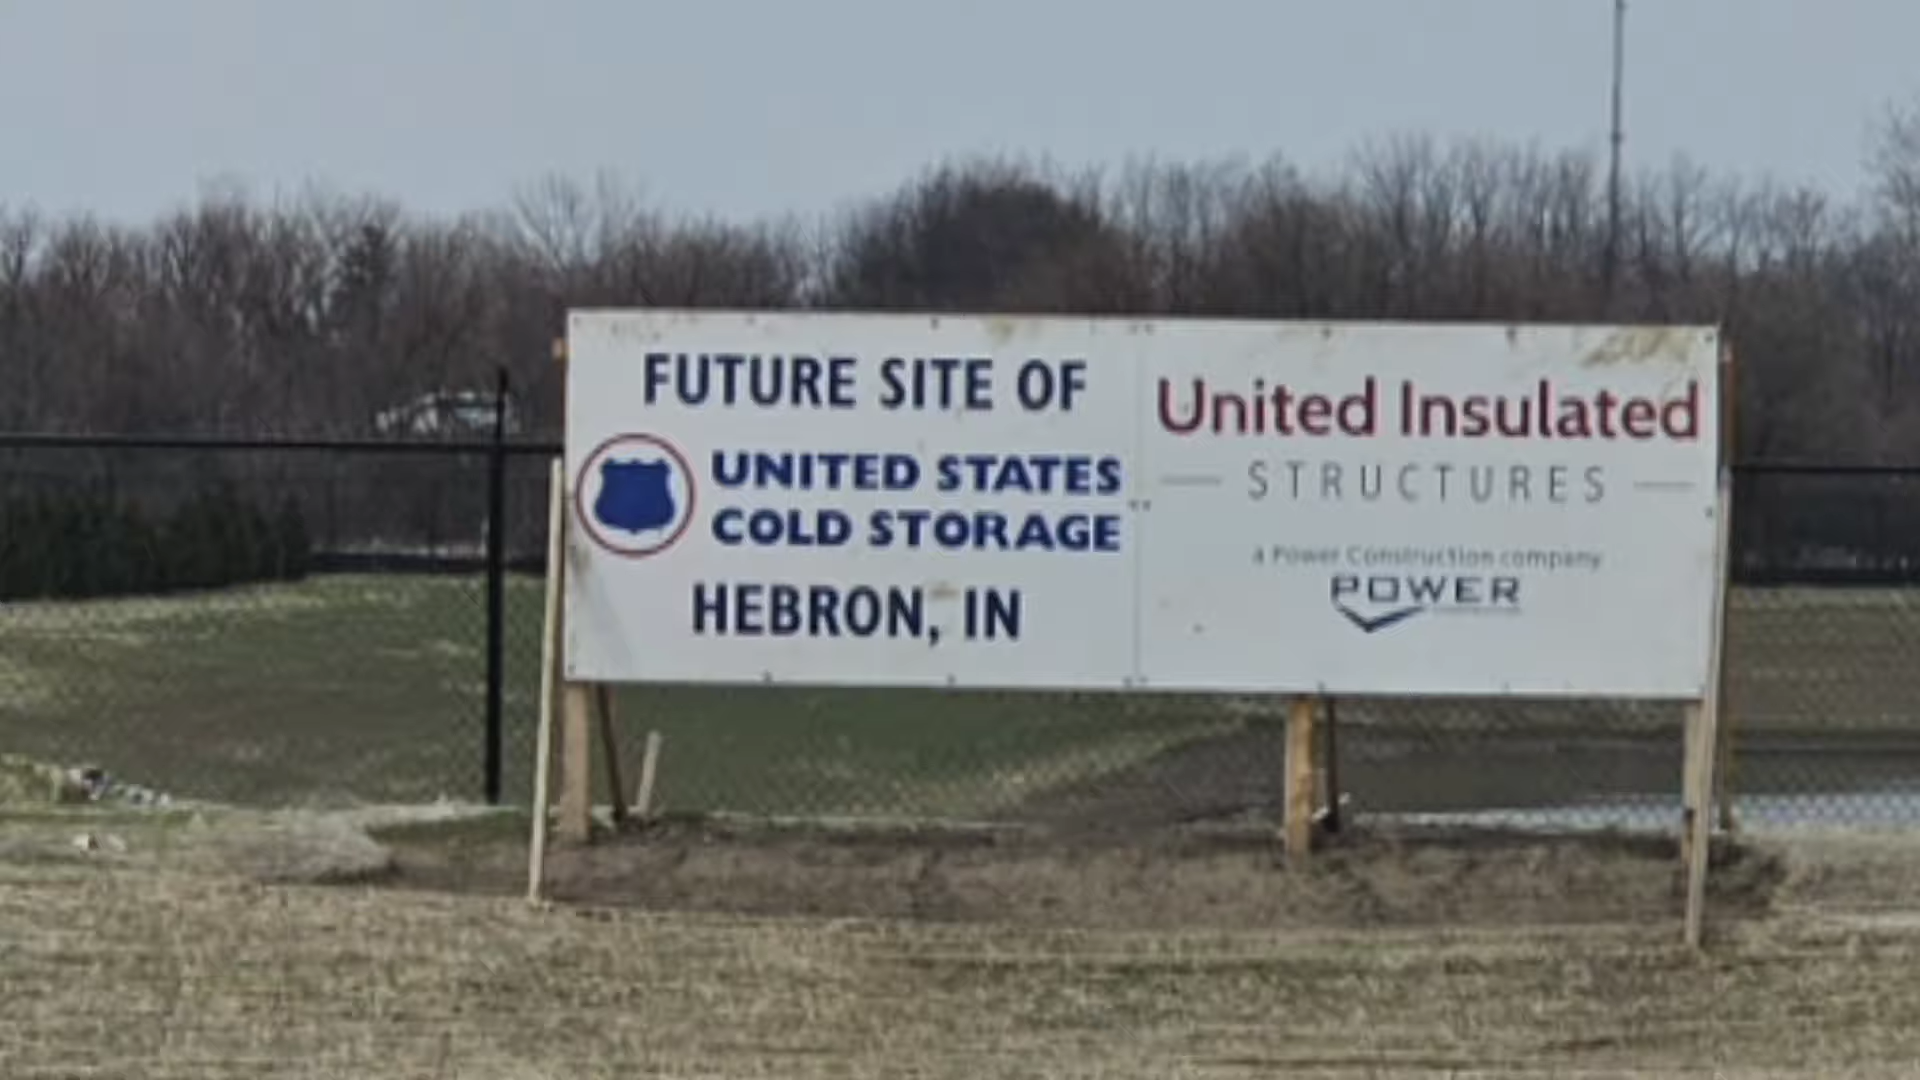 FUTURE SITE OF
UNITED STATES
COLD STORAGE
HEBRON, IN
United Insulated
STRUCTURES
a Power Construction company
POWER